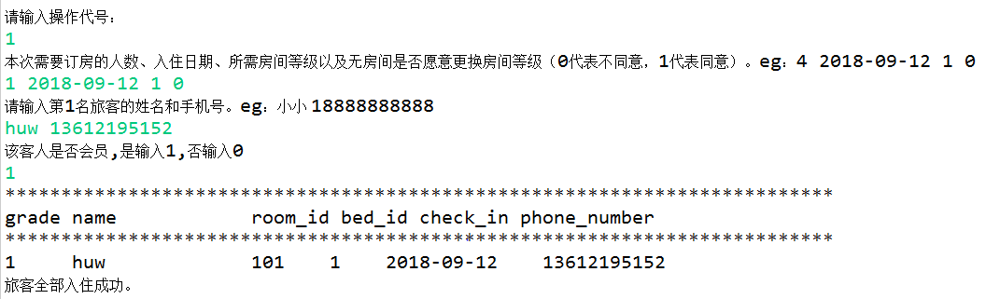 请输入操作代号：
1
本次需要订房的人数、入住日期、所需房间等级以及无房间是否愿意更换房间等级（0代表不同意，1代表同意）。eg：4 2018-09-12 1 0
1 2018-09-12 1 0
请输入第1名旅客的姓名和手机号。eg：小小 18888888888
huw 13612195152
该客人是否会员,是输入1,否输入0
1
**************************************************************************
grade name            room_id bed_id check_in phone_number
**************************************************************************
1     huw             101    1    2018-09-12    13612195152
旅客全部入住成功。